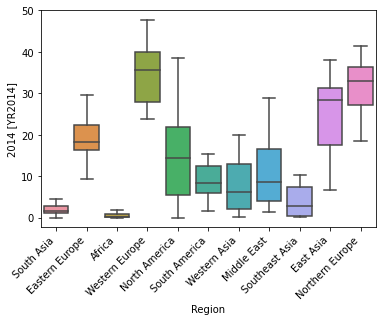 50
40
30
20
10
0
2014 [YR2014]
South Asia
Eastern Europe
Africa
Western Europe
North America
South America
Western Asia
Middle East
Southeast Asia
East Asia
Northern Europe
Region